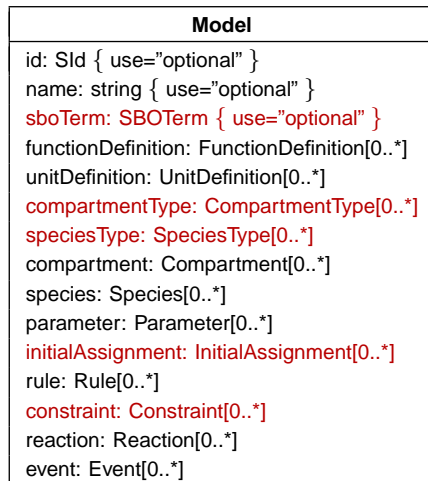 Model
id: SId { use=”optional” }
name: string { use=”optional” }
sboTerm: SBOTerm { use=”optional” }
functionDefinition: FunctionDefinition[0..*]
unitDefinition: UnitDefinition[0..*]
compartmentType: CompartmentType[0..*]
speciesType: SpeciesType[0..*]
compartment: Compartment[0..*]
species: Species[0..*]
parameter: Parameter[0..*]
initialAssignment: InitialAssignment[0..*]
rule: Rule[0..*]
constraint: Constraint[0..*]
reaction: Reaction[0..*]
event: Event[0..*]